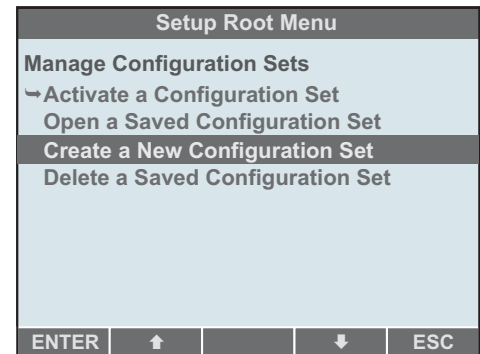 Setup Root Menu
Manage Configuration Sets
➥Activate a Configuration Set
Open a Saved Configuration Set
Create a New Configuration Set
Delete a Saved Configuration Set
ENTER ⬆ ⬇ ESC